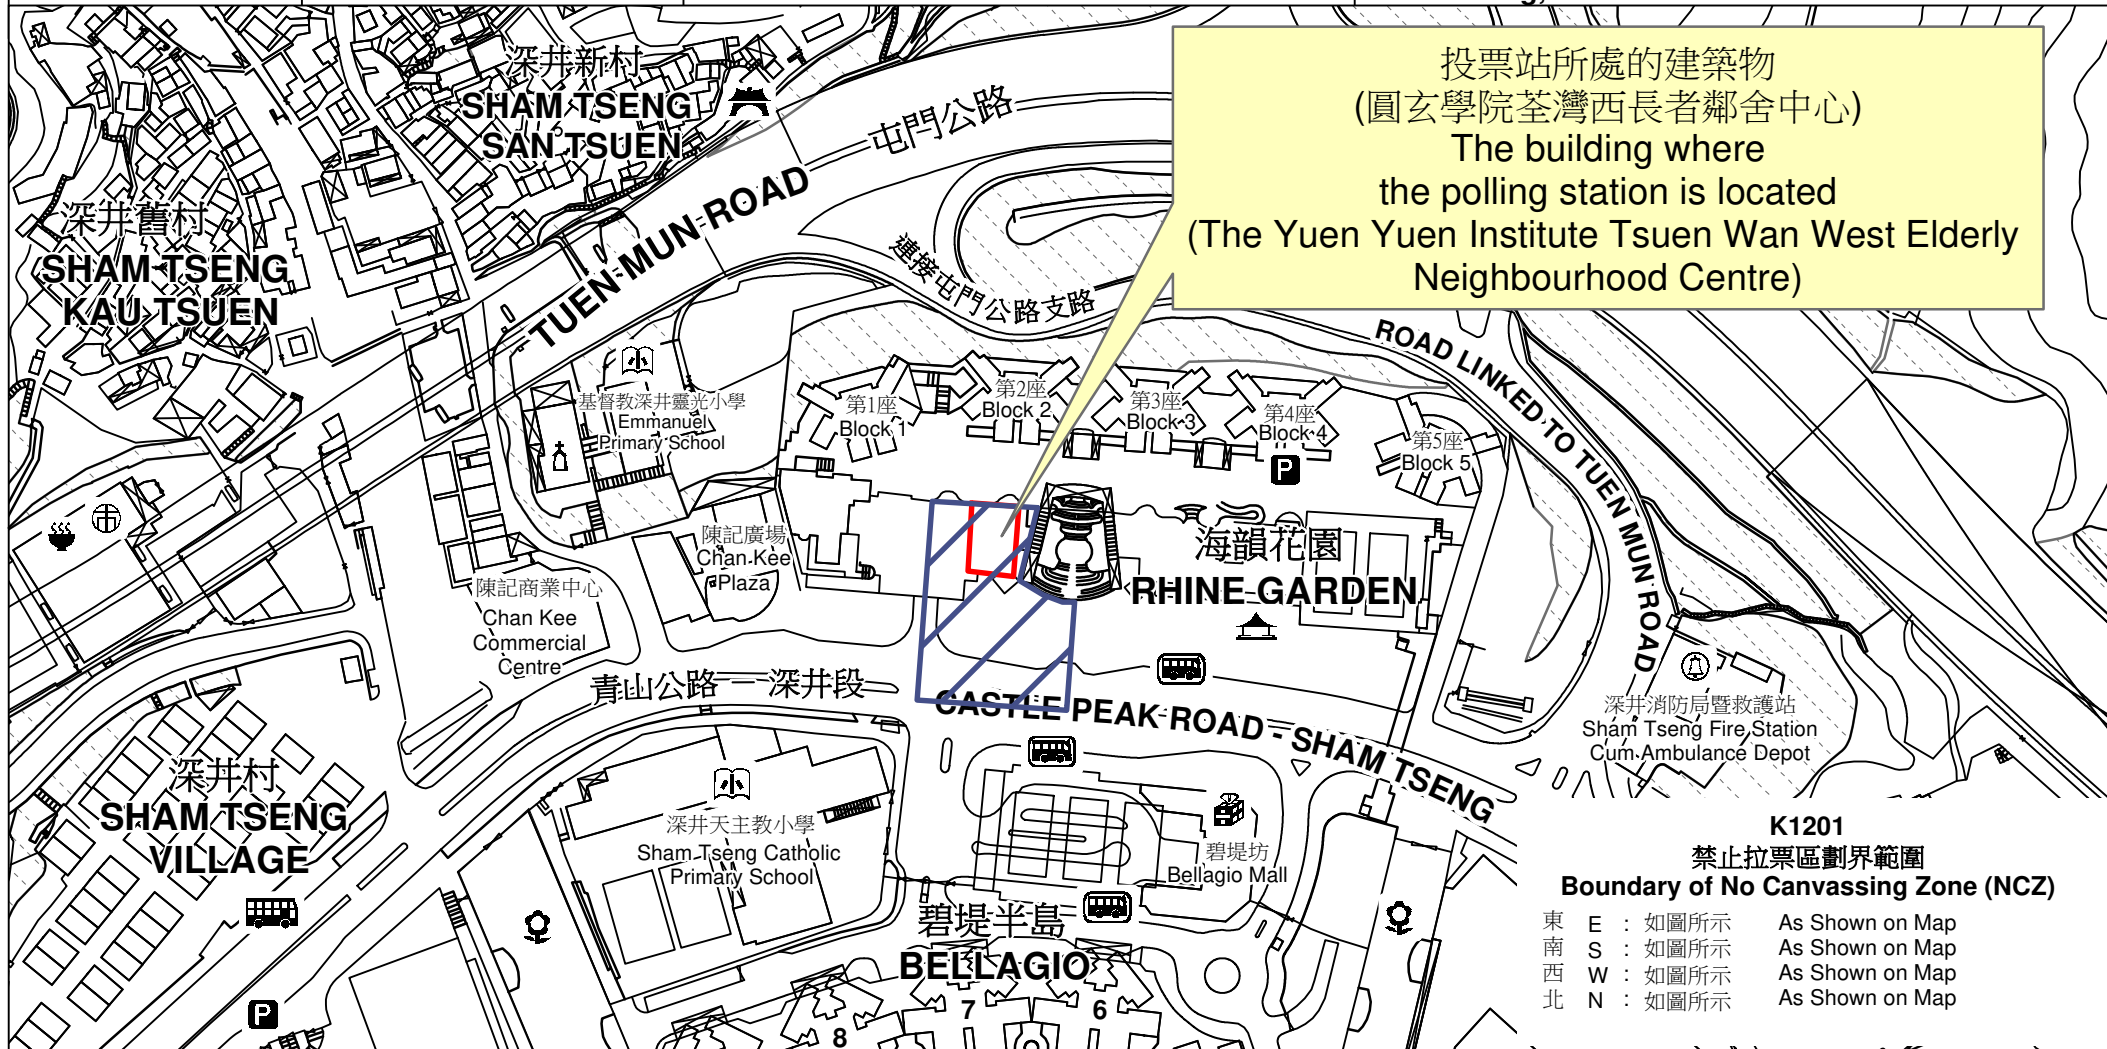 投票站所處的建築物
(圓玄學院荃灣西長者鄰舍中心)
The building where
the polling station is located
(The Yuen Yuen Institute Tsuen Wan West Elderly
Neighbourhood Centre)
深井新村
SHAM TSENG
SAN TSUEN
屯門公路
TUEN MUN ROAD
深井舊村
SHAM TSENG
KAU TSUEN
連接屯門公路支路
ROAD LINKED TO TUEN MUN ROAD
基督教深井靈光小學
Emmanuel
Primary School
第1座
Block 1
第2座
Block 2
第3座
Block 3
第4座
Block 4
第5座
Block 5
P
陳記廣場
Chan Kee
Plaza
海韻花園
RHINE GARDEN
陳記商業中心
Chan Kee
Commercial
Centre
青山公路 － 深井段
CASTLE PEAK ROAD - SHAM TSENG
深井消防局暨救護站
Sham Tseng Fire Station
Cum Ambulance Depot
深井村
SHAM TSENG
VILLAGE
深井天主教小學
Sham Tseng Catholic
Primary School
碧堤坊
Bellagio Mall
碧堤半島
BELLAGIO
P
8
7
6
K1201
禁止拉票區劃界範圍
Boundary of No Canvassing Zone (NCZ)
東 E : 如圖所示 As Shown on Map
南 S : 如圖所示 As Shown on Map
西 W : 如圖所示 As Shown on Map
北 N : 如圖所示 As Shown on Map